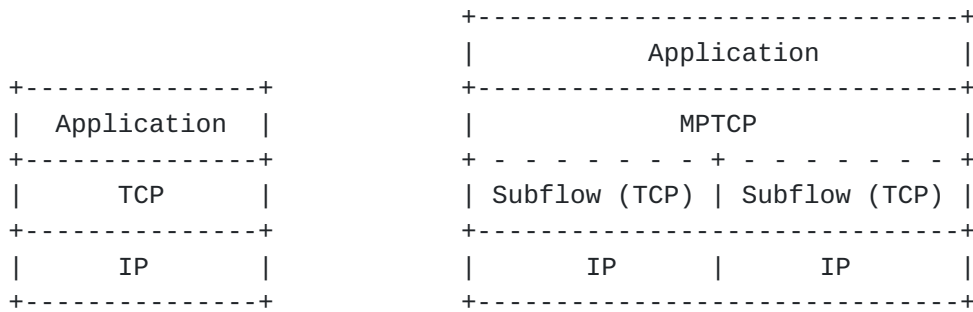 Application
Application MPTCP
TCP Subflow (TCP) Subflow (TCP)
IP IP IP